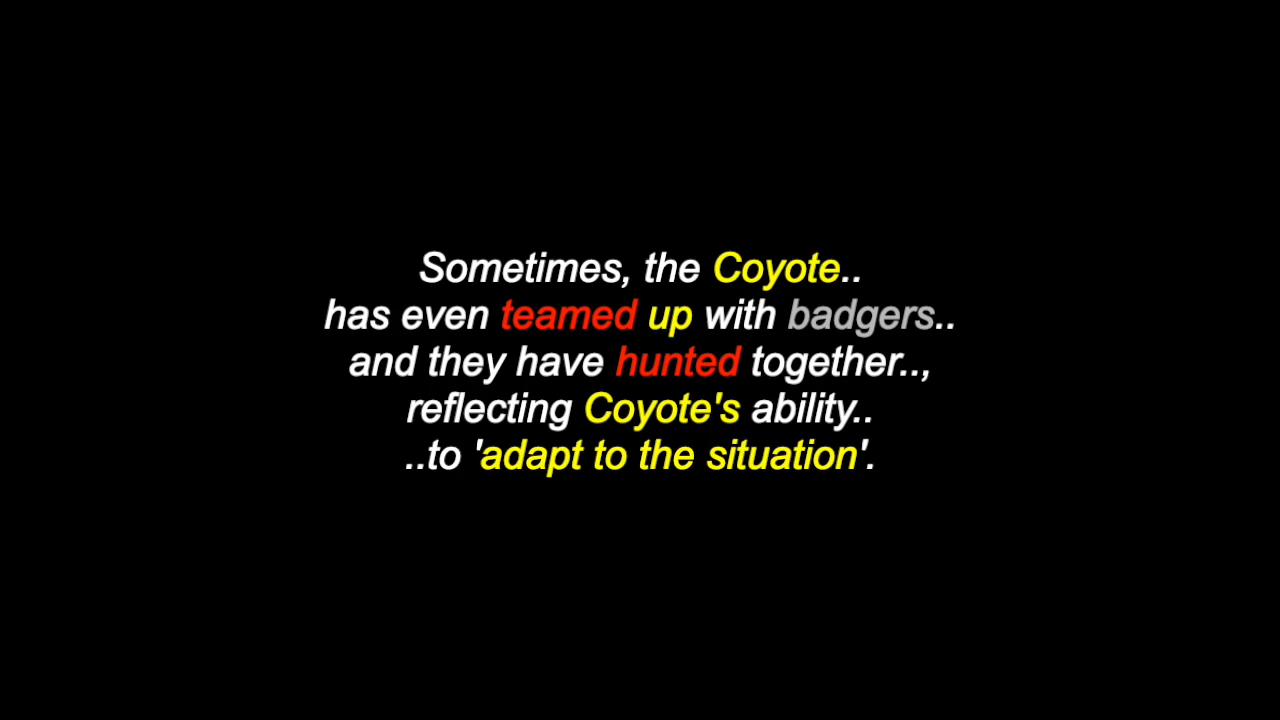 Sometimes, the Coyote..
has even teamed up with badgers..
and they have hunted together..,
reflecting Coyote's ability..
..to 'adapt to the situation'.